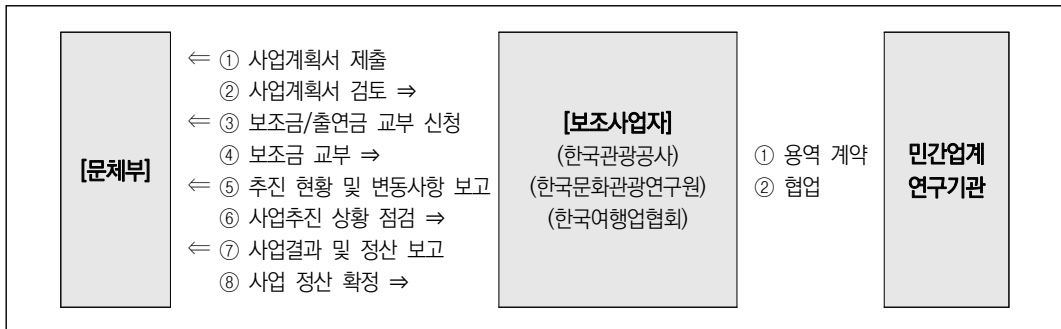 [문체부]
⇐ ① 사업계획서 제출
② 사업계획서 검토 ⇒
⇐ ③ 보조금/출연금 교부 신청
④ 보조금 교부 ⇒
⇐ ⑤ 추진 현황 및 변동사항 보고
⑥ 사업추진 상황 점검 ⇒
⇐ ⑦ 사업결과 및 정산 보고
⑧ 사업 정산 확정 ⇒
[보조사업자]
(한국관광공사)
(한국문화관광연구원)
(한국여행업협회)
① 용역 계약
② 협업
민간업계
연구기관